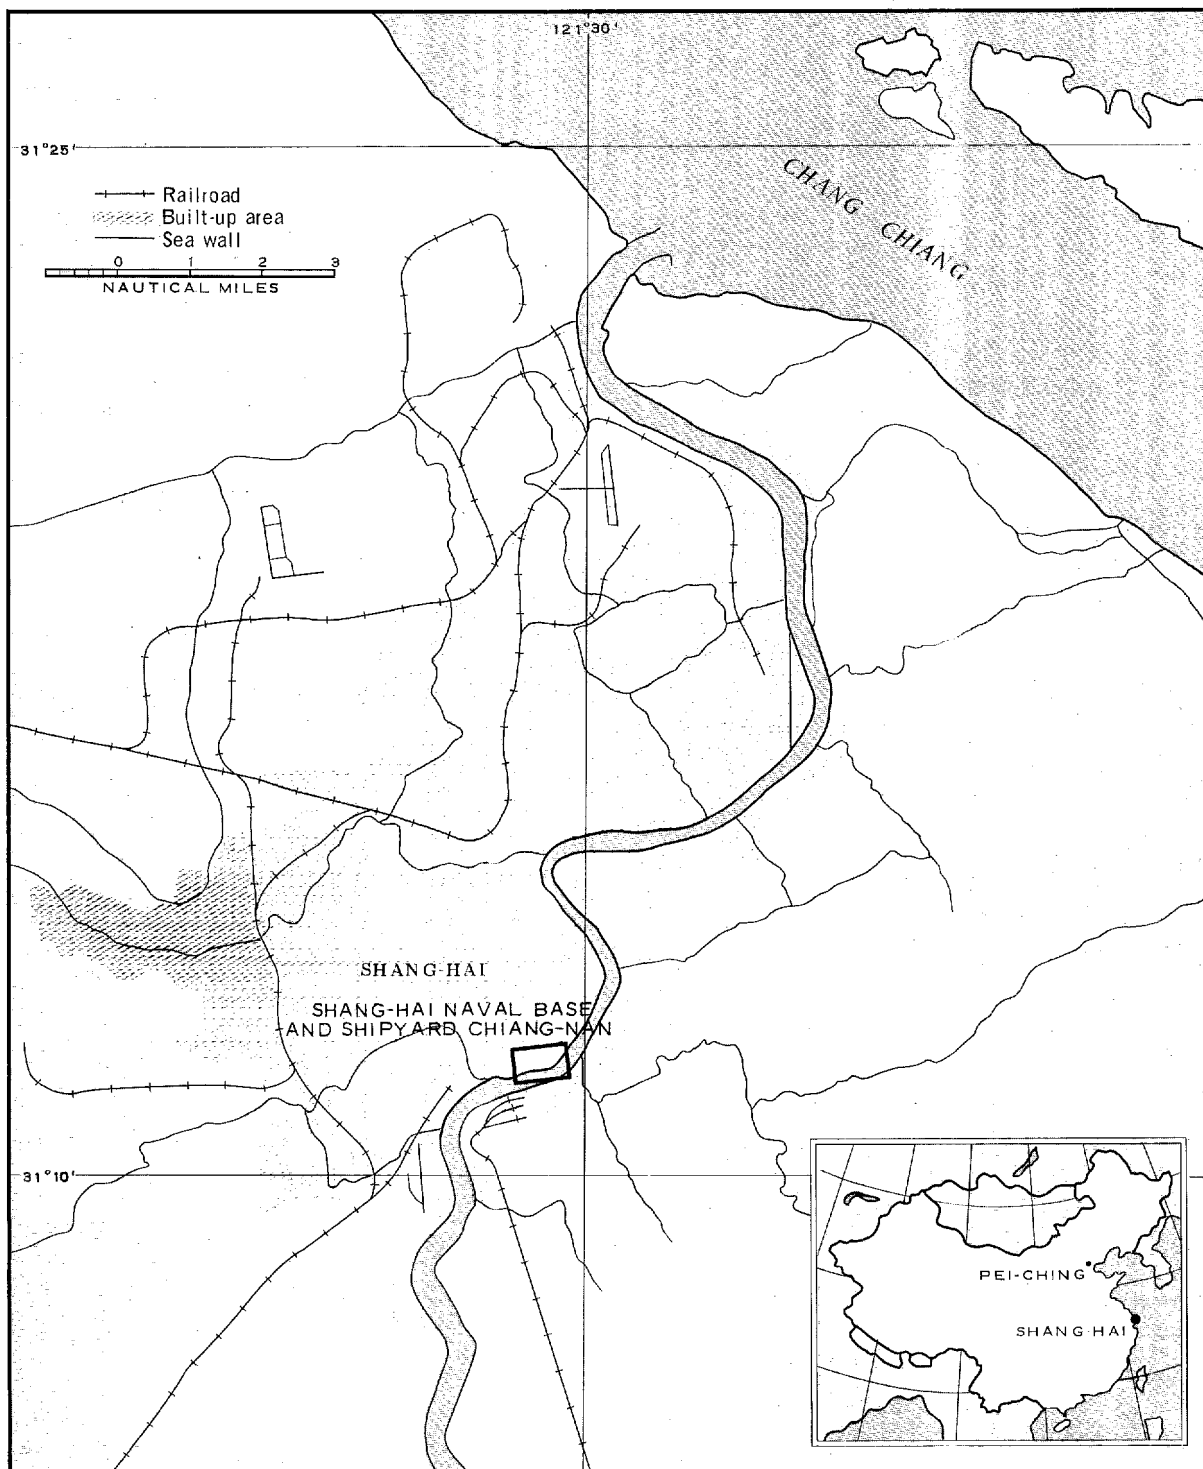 121°30'
31°25'
CHANG CHIANG
Railroad
Built-up area
Sea wall
0 1 2 3
NAUTICAL MILES
SHANG-HAI
SHANG-HAI NAVAL BASE
AND SHIPYARD CHIANG-NAN
31°10'
PEI-CHING
SHANG-HAI